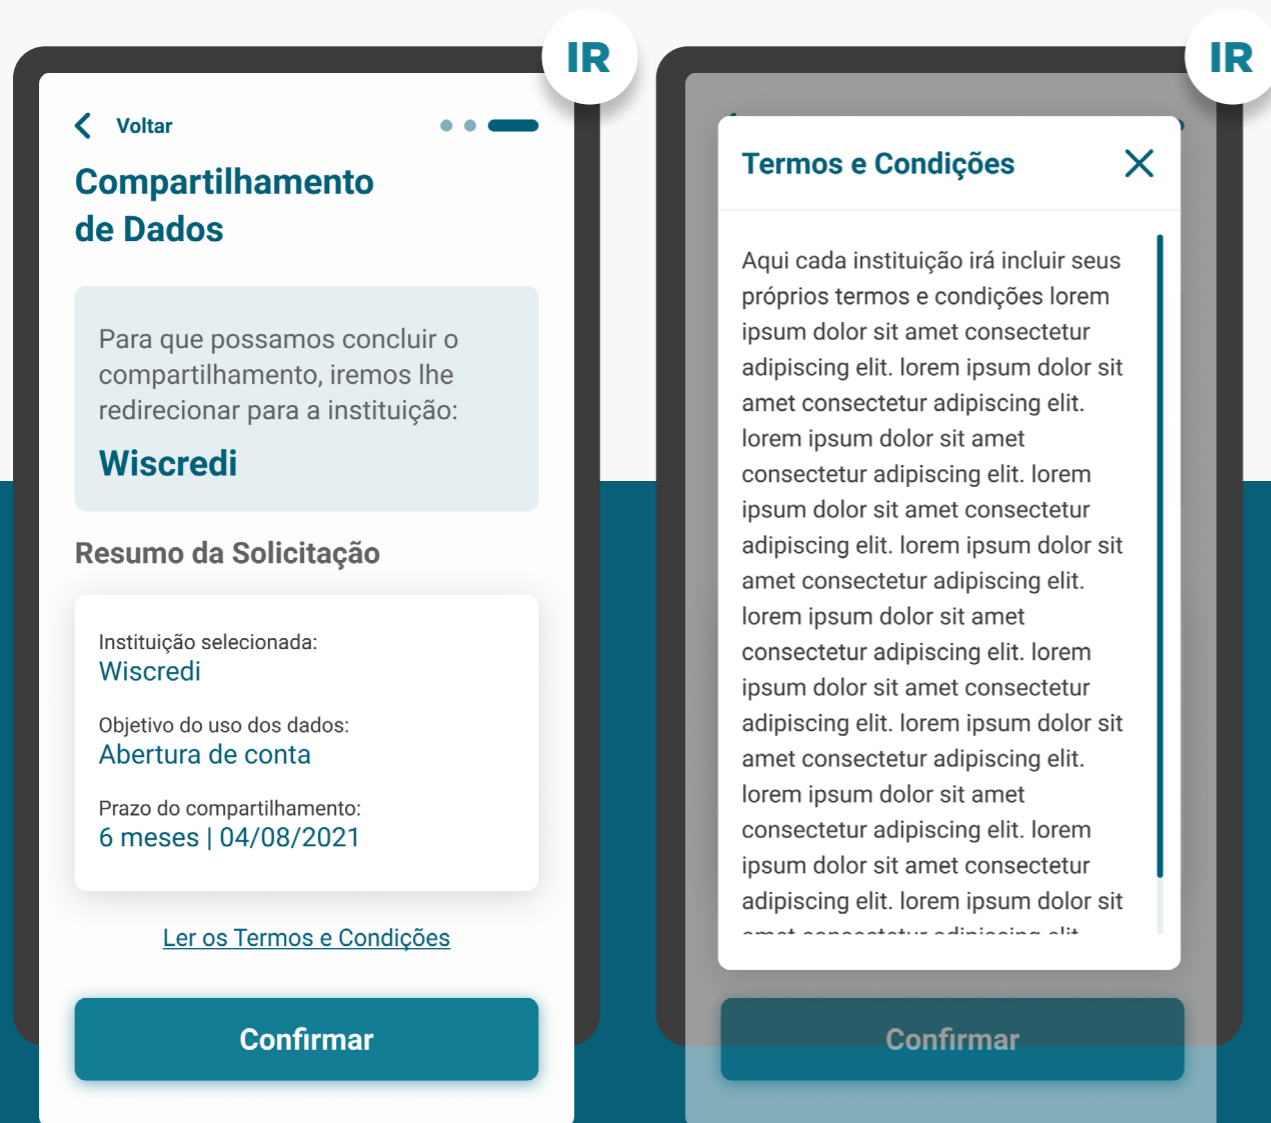 IR
Voltar
Compartilhamento
de Dados
Para que possamos concluir o
compartilhamento, iremos lhe
redirecionar para a instituição:
Wiscredi
Resumo da Solicitação
Instituição selecionada:
Wiscredi
Objetivo do uso dos dados:
Abertura de conta
Prazo do compartilhamento:
6 meses | 04/08/2021
Ler os Termos e Condições
Confirmar
IR
Termos e Condições
Aqui cada instituição irá incluir seus
próprios termos e condições lorem
ipsum dolor sit amet consectetur
adipiscing elit. lorem ipsum dolor sit
amet consectetur adipiscing elit.
lorem ipsum dolor sit amet
consectetur adipiscing elit. lorem
ipsum dolor sit amet consectetur
adipiscing elit. lorem ipsum dolor sit
amet consectetur adipiscing elit.
lorem ipsum dolor sit amet
consectetur adipiscing elit. lorem
ipsum dolor sit amet consectetur
adipiscing elit. lorem ipsum dolor sit
amet consectetur adipiscing elit.
lorem ipsum dolor sit amet
consectetur adipiscing elit. lorem
ipsum dolor sit amet consectetur
adipiscing elit. lorem ipsum dolor sit
amet consectetur adipiscing elit.
Confirmar